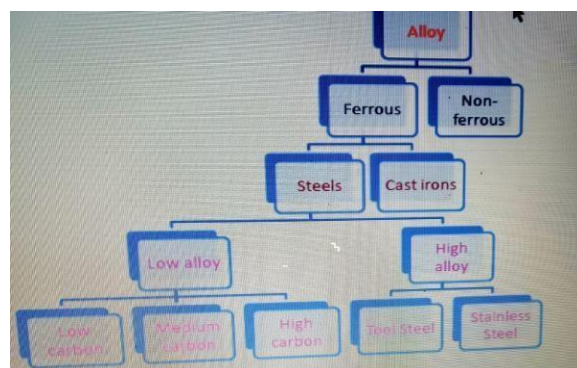 Alloy
Ferrous
Non-
ferrous
Steels
Cast irons
Low alloy
High
alloy
Low
carbon
Medium
carbon
High
carbon
Tool Steel
Stainless
Steel